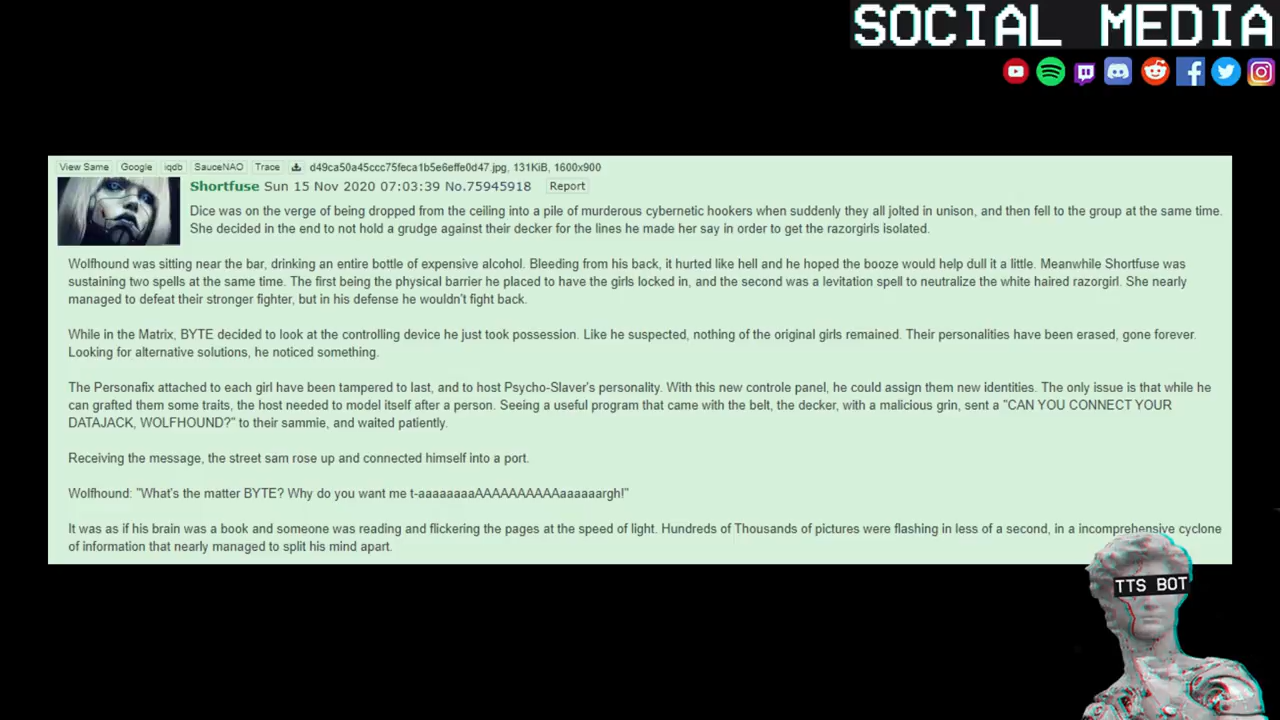 SOCIAL MEDIA
View Same Google iqdb SauceNAO Trace d49ca50a45ccc75feca1b5e6effe0d47.jpg, 131KiB, 1600x900
Shortfuse Sun 15 Nov 2020 07:03:39 No.75945918 Report
Dice was on the verge of being dropped from the ceiling into a pile of murderous cybernetic hookers when suddenly they all jolted in unison, and then fell to the group at the same time.
She decided in the end to not hold a grudge against their decker for the lines he made her say in order to get the razorgirls isolated.
Wolfhound was sitting near the bar, drinking an entire bottle of expensive alcohol. Bleeding from his back, it hurted like hell and he hoped the booze would help dull it a little. Meanwhile Shortfuse was
sustaining two spells at the same time. The first being the physical barrier he placed to have the girls locked in, and the second was a levitation spell to neutralize the white haired razorgirl. She nearly
managed to defeat their stronger fighter, but in his defense he wouldn't fight back.
While in the Matrix, BYTE decided to look at the controlling device he just took possession. Like he suspected, nothing of the original girls remained. Their personalities have been erased, gone forever.
Looking for alternative solutions, he noticed something.
The Personafix attached to each girl have been tampered to last, and to host Psycho-Slaver's personality. With this new controle panel, he could assign them new identities. The only issue is that while he
can grafted them some traits, the host needed to model itself after a person. Seeing a useful program that came with the belt, the decker, with a malicious grin, sent a "CAN YOU CONNECT YOUR
DATAJACK, WOLFHOUND?" to their sammie, and waited patiently.
Receiving the message, the street sam rose up and connected himself into a port.
Wolfhound: "What's the matter BYTE? Why do you want me t-aaaaaaaaAAAAAAAAAAaaaaaargh!"
It was as if his brain was a book and someone was reading and flickering the pages at the speed of light. Hundreds of Thousands of pictures were flashing in less of a second, in a incomprehensive cyclone
of information that nearly managed to split his mind apart.
TTS BOT